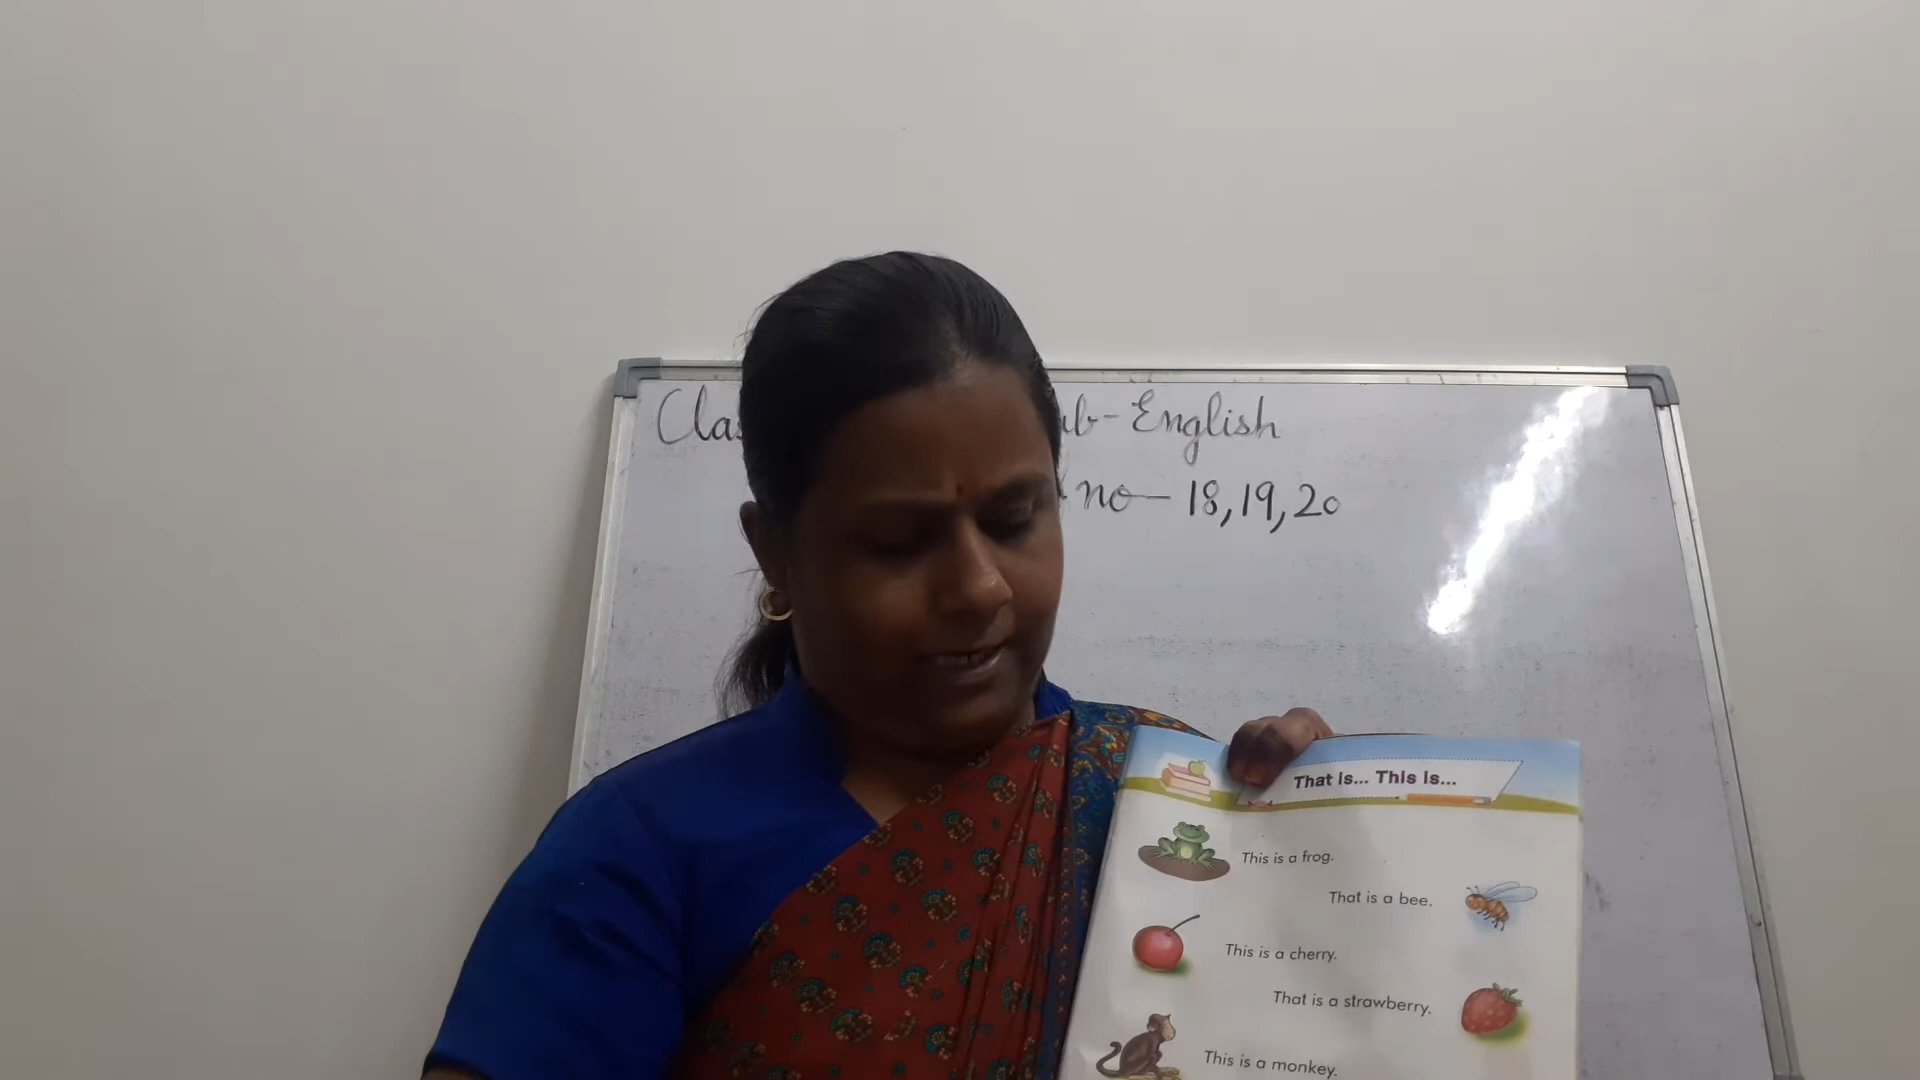 Sub-English
no-18,19,20
That is... This is...
This is a frog.
That is a bee.
This is a cherry.
That is a strawberry.
This is a monkey.